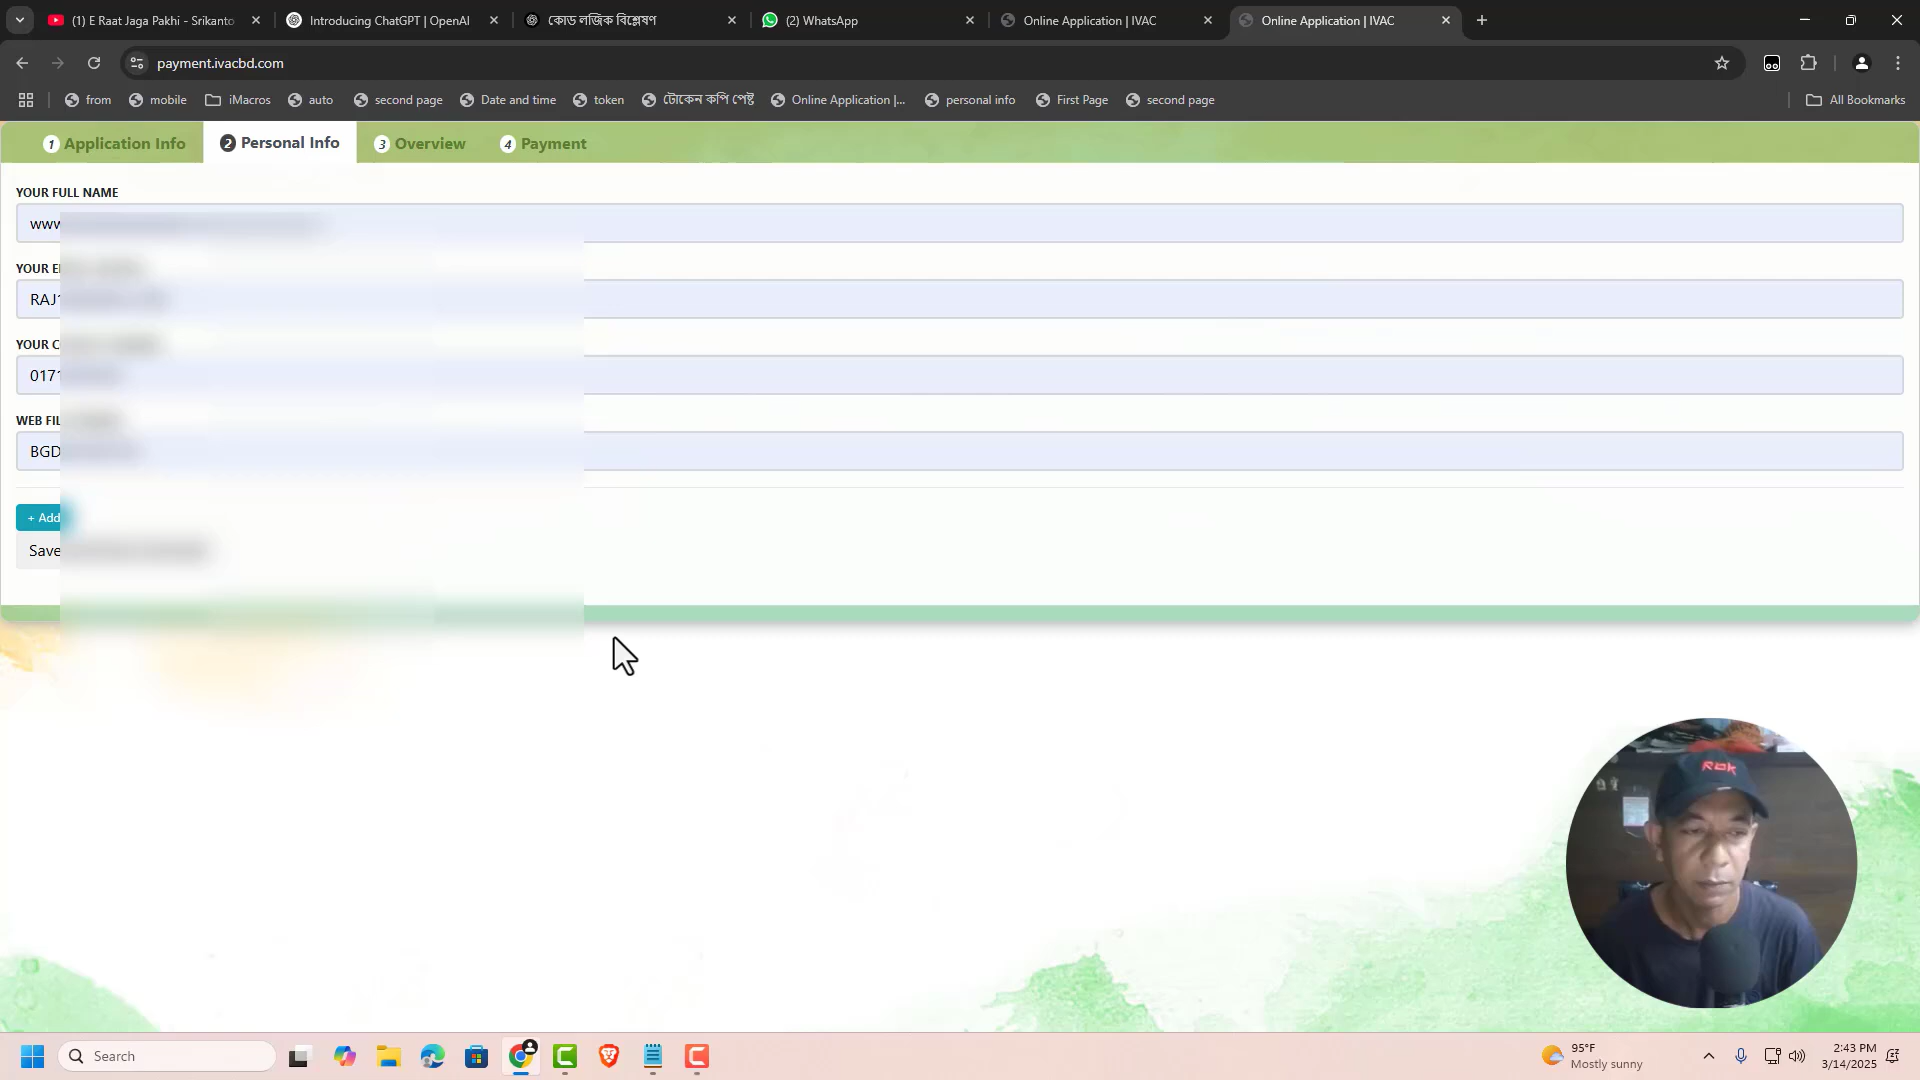 (1) E Raat Jaga Pakhi - Srikanto
Introducing ChatGPT | OpenAI
কোড লজিক বিশ্লেষণ
(2) WhatsApp
Online Application | IVAC
Online Application | IVAC
payment.ivacbd.com
from
mobile
iMacros
auto
second page
Date and time
token
টোকেন কপি পেষ্ট
Online Application |...
personal info
First Page
second page
All Bookmarks
1 Application Info
2 Personal Info
3 Overview
4 Payment
YOUR FULL NAME
www
YOUR
RAJ
YOUR
017
WEB
BGD
+ Add
Save
ROK
Search
95°F
Mostly sunny
2:43 PM
3/14/2025